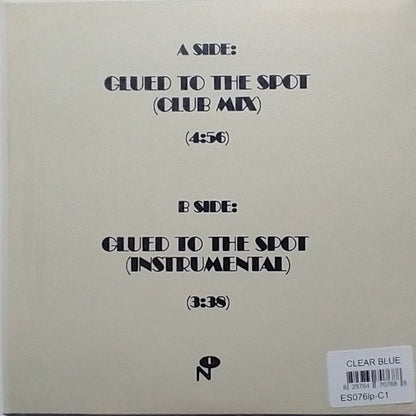 A SIDE:
GLUED TO THE SPOT
(CLUB MIX)
(4:56)
B SIDE:
GLUED TO THE SPOT
(INSTRUMENTAL)
(3:38)
CLEAR BLUE
8 25764 70768 8
ES076lp-C1